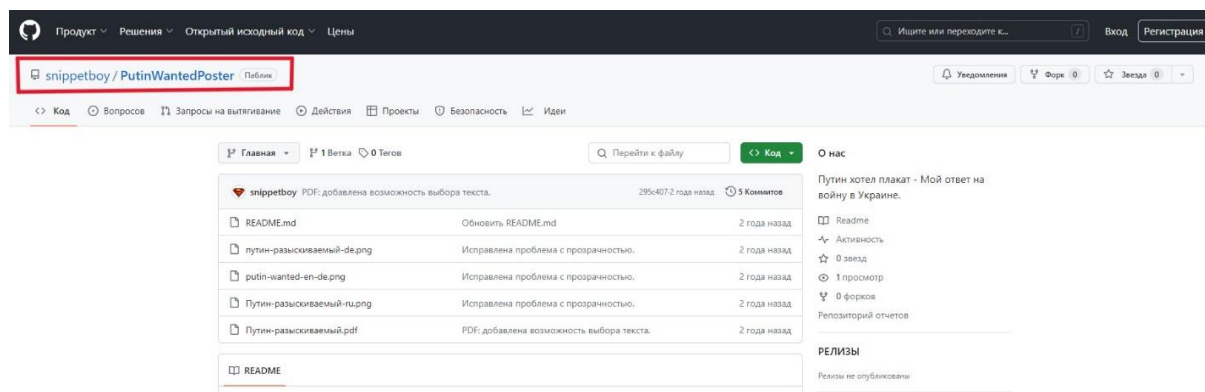 Продукт Решения Открытый исходный код Цены Ищите или переходите к... / Вход Регистрация
snippetboy / PutinWantedPoster Паблик Уведомления Форк 0 Звезда 0
Код Вопросов Запросы на вытягивание Действия Проекты Безопасность Идеи
Главная 1 Ветка 0 Тегов Перейти к файлу Код
snippetboy PDF: добавлена возможность выбора текста. 295c407·2 года назад 5 Коммитов
README.md Обновить README.md 2 года назад
путин-разыскиваемый-de.png Исправлена проблема с прозрачностью. 2 года назад
putin-wanted-en-de.png Исправлена проблема с прозрачностью. 2 года назад
Путин-разыскиваемый-ru.png Исправлена проблема с прозрачностью. 2 года назад
Путин-разыскиваемый.pdf PDF: добавлена возможность выбора текста. 2 года назад
README
О нас
Путин хотел плакат - Мой ответ на
войну в Украине.
Readme
Активность
0 звезд
1 просмотр
0 форков
Репозиторий отчетов
РЕЛИЗЫ
Релизы не опубликованы